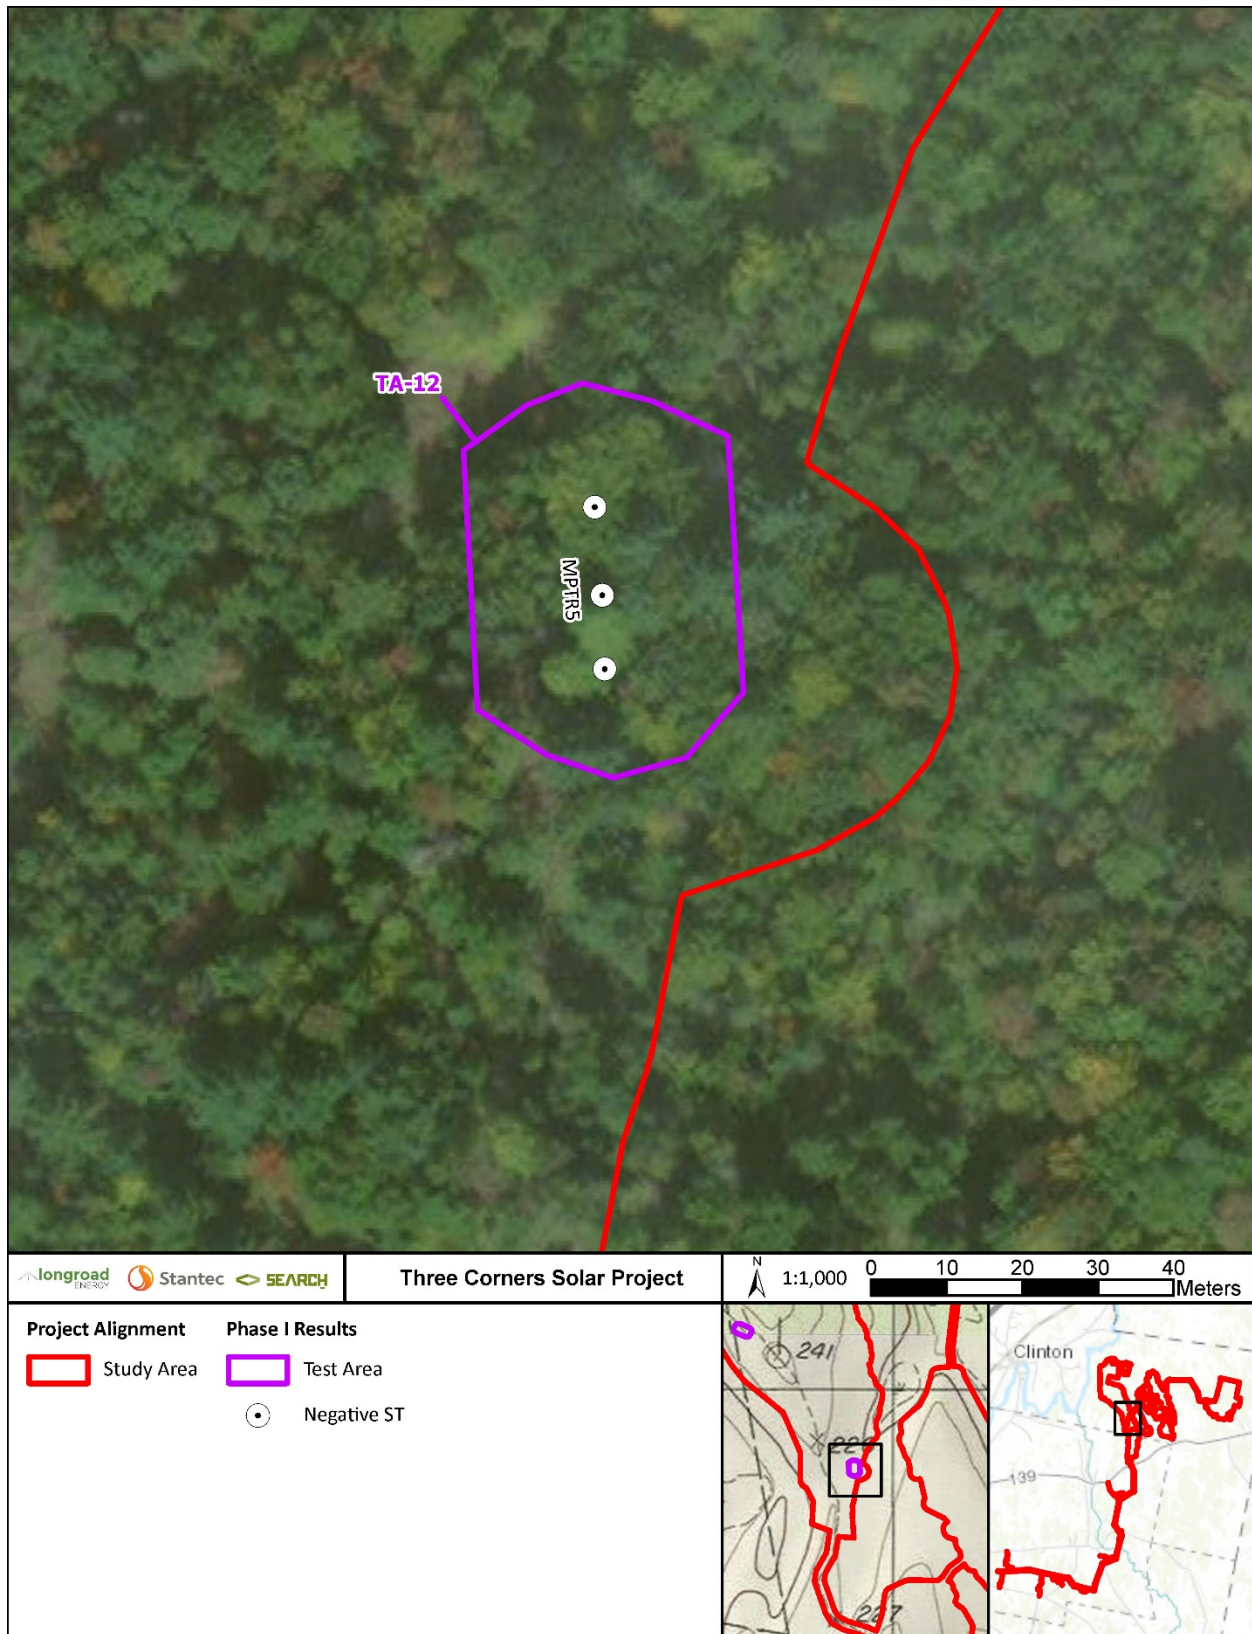 TA-12
MPTR5
longroad
ENERGY
Stantec
SEARCH
Three Corners Solar Project
N
1:1,000
0 10 20 30 40
Meters
Project Alignment
Study Area
Phase I Results
Test Area
Negative ST
241
227
Clinton
139